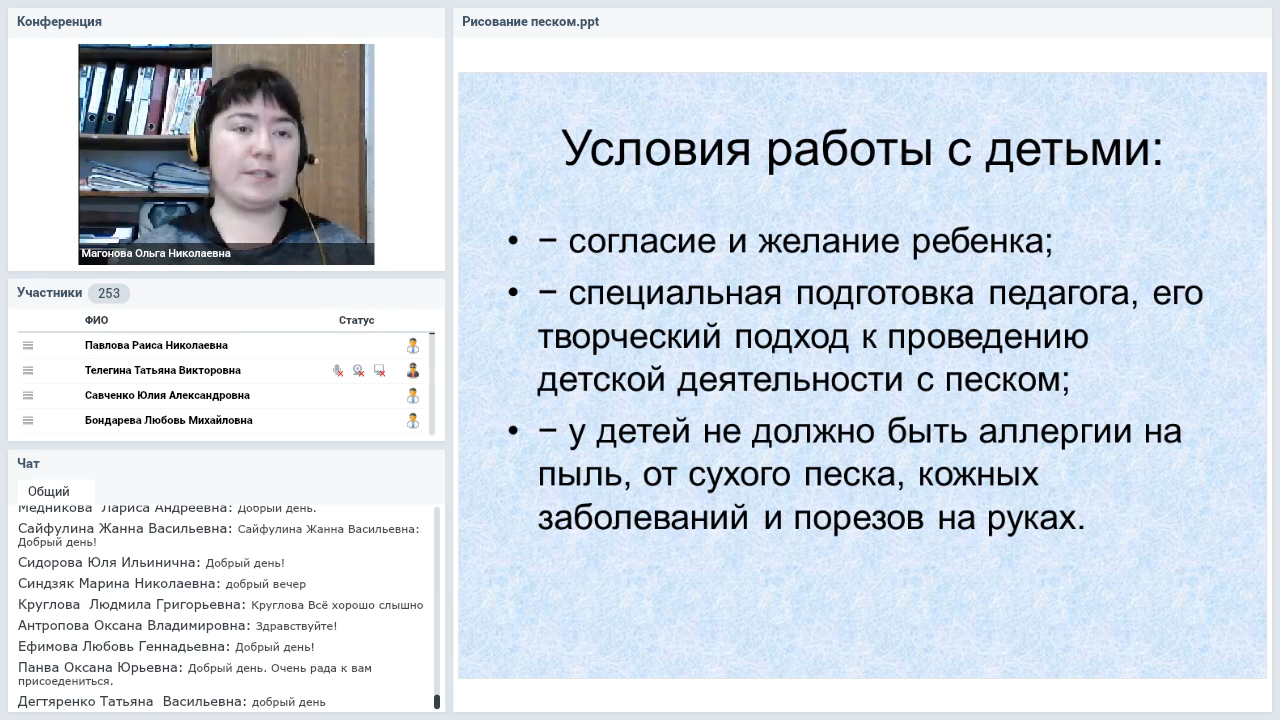 Конференция
Магонова Ольга Николаевна
Участники 253
ФИО Статус
Павлова Раиса Николаевна
Телегина Татьяна Викторовна
Савченко Юлия Александровна
Бондарева Любовь Михайловна
Чат
Общий
Медникова Лариса Андреевна: Добрый день.
Сайфулина Жанна Васильевна: Сайфулина Жанна Васильевна:
Добрый день!
Сидорова Юля Ильинична: Добрый день!
Синдзяк Марина Николаевна: добрый вечер
Круглова Людмила Григорьевна: Круглова Всё хорошо слышно
Антропова Оксана Владимировна: Здравствуйте!
Ефимова Любовь Геннадьевна: Добрый день!
Панва Оксана Юрьевна: Добрый день. Очень рада к вам
присоедениться.
Дегтяренко Татьяна Васильевна: добрый день
Рисование песком.ppt
Условия работы с детьми:
• – согласие и желание ребенка;
• – специальная подготовка педагога, его
творческий подход к проведению
детской деятельности с песком;
• – у детей не должно быть аллергии на
пыль, от сухого песка, кожных
заболеваний и порезов на руках.